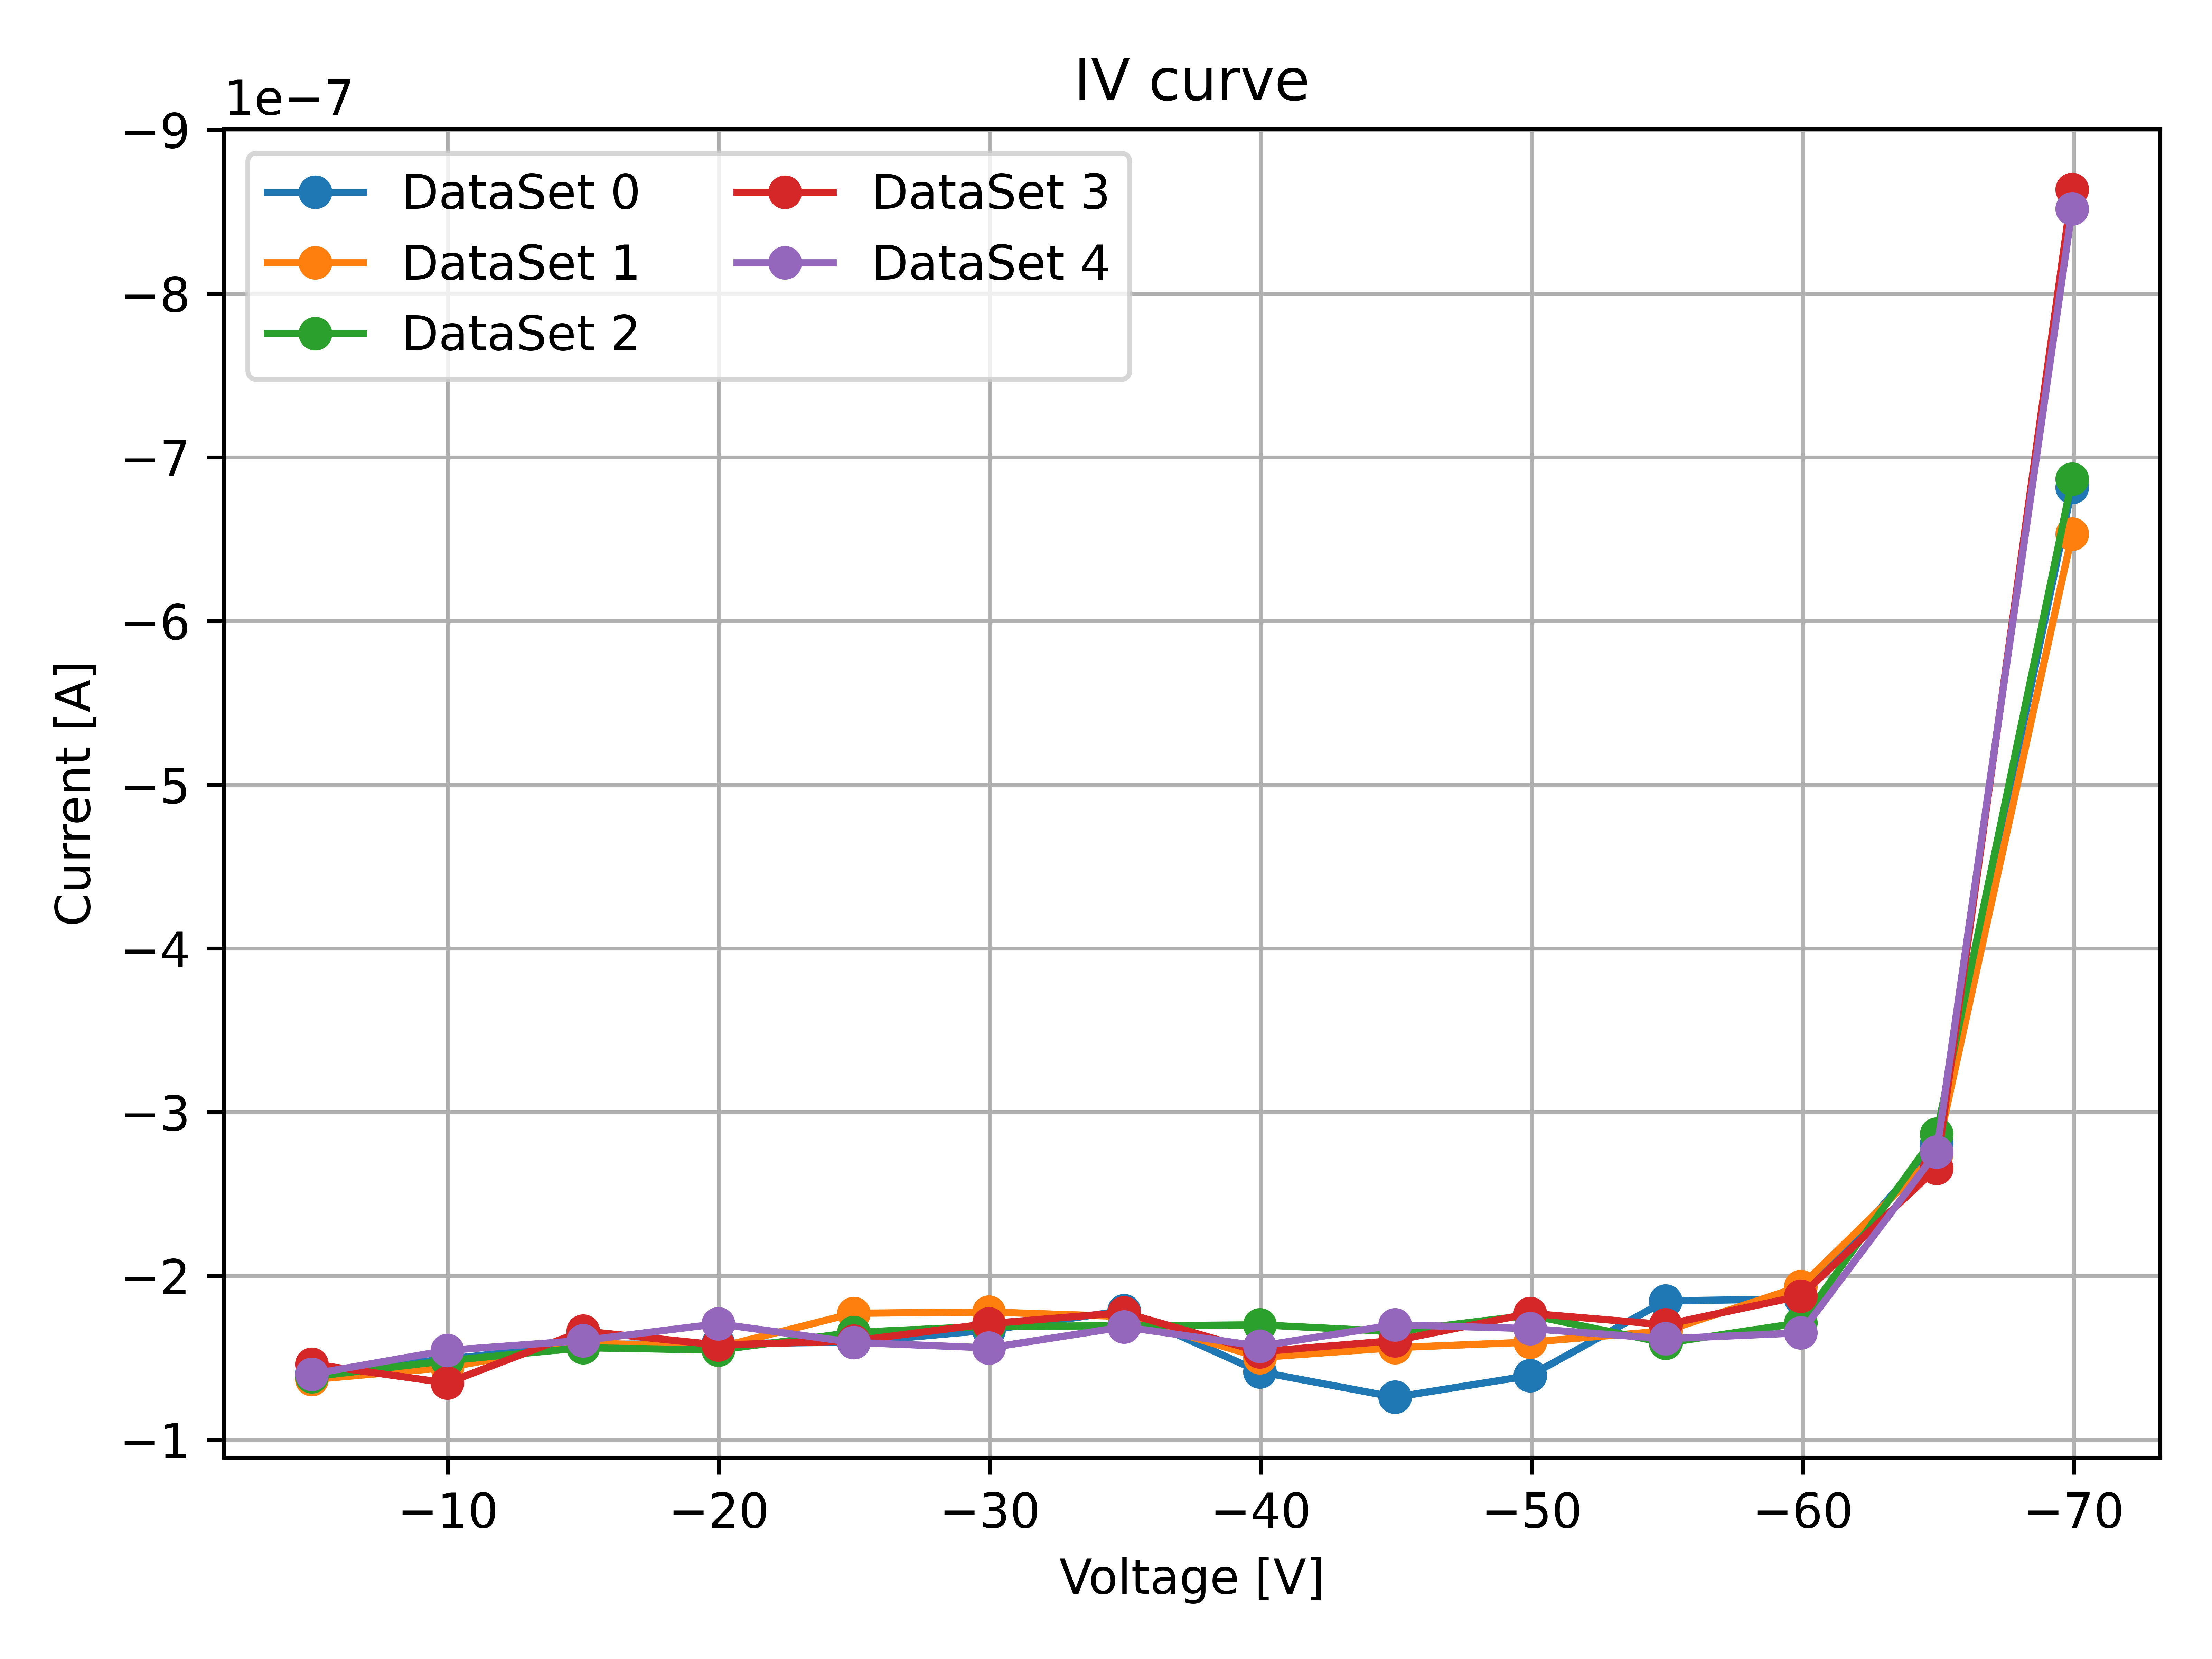 IV curve
1e−7
−9
−8
−7
−6
−5
−4
−3
−2
−1
Current [A]
DataSet 0
DataSet 1
DataSet 2
DataSet 3
DataSet 4
−10 −20 −30 −40 −50 −60 −70
Voltage [V]